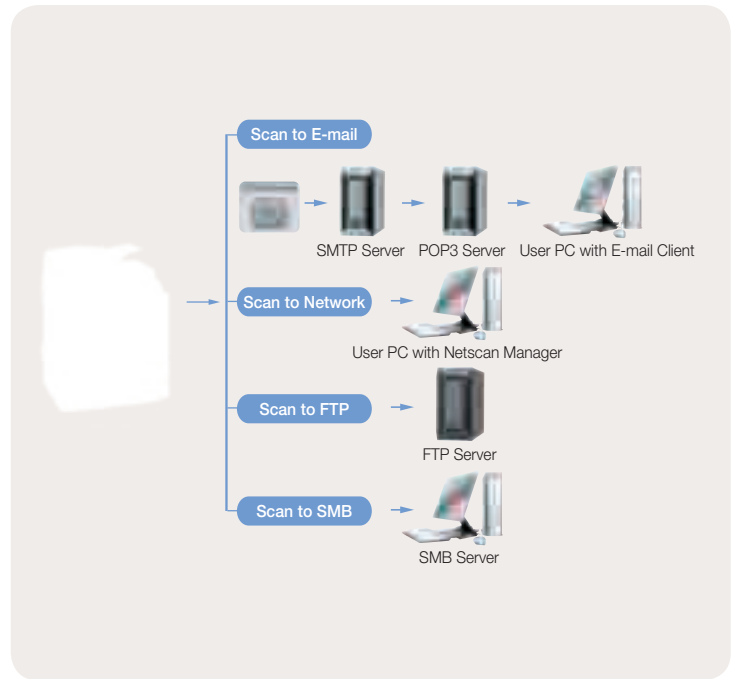 Scan to E-mail
SMTP Server
POP3 Server
User PC with E-mail Client
Scan to Network
User PC with Netscan Manager
Scan to FTP
FTP Server
Scan to SMB
SMB Server